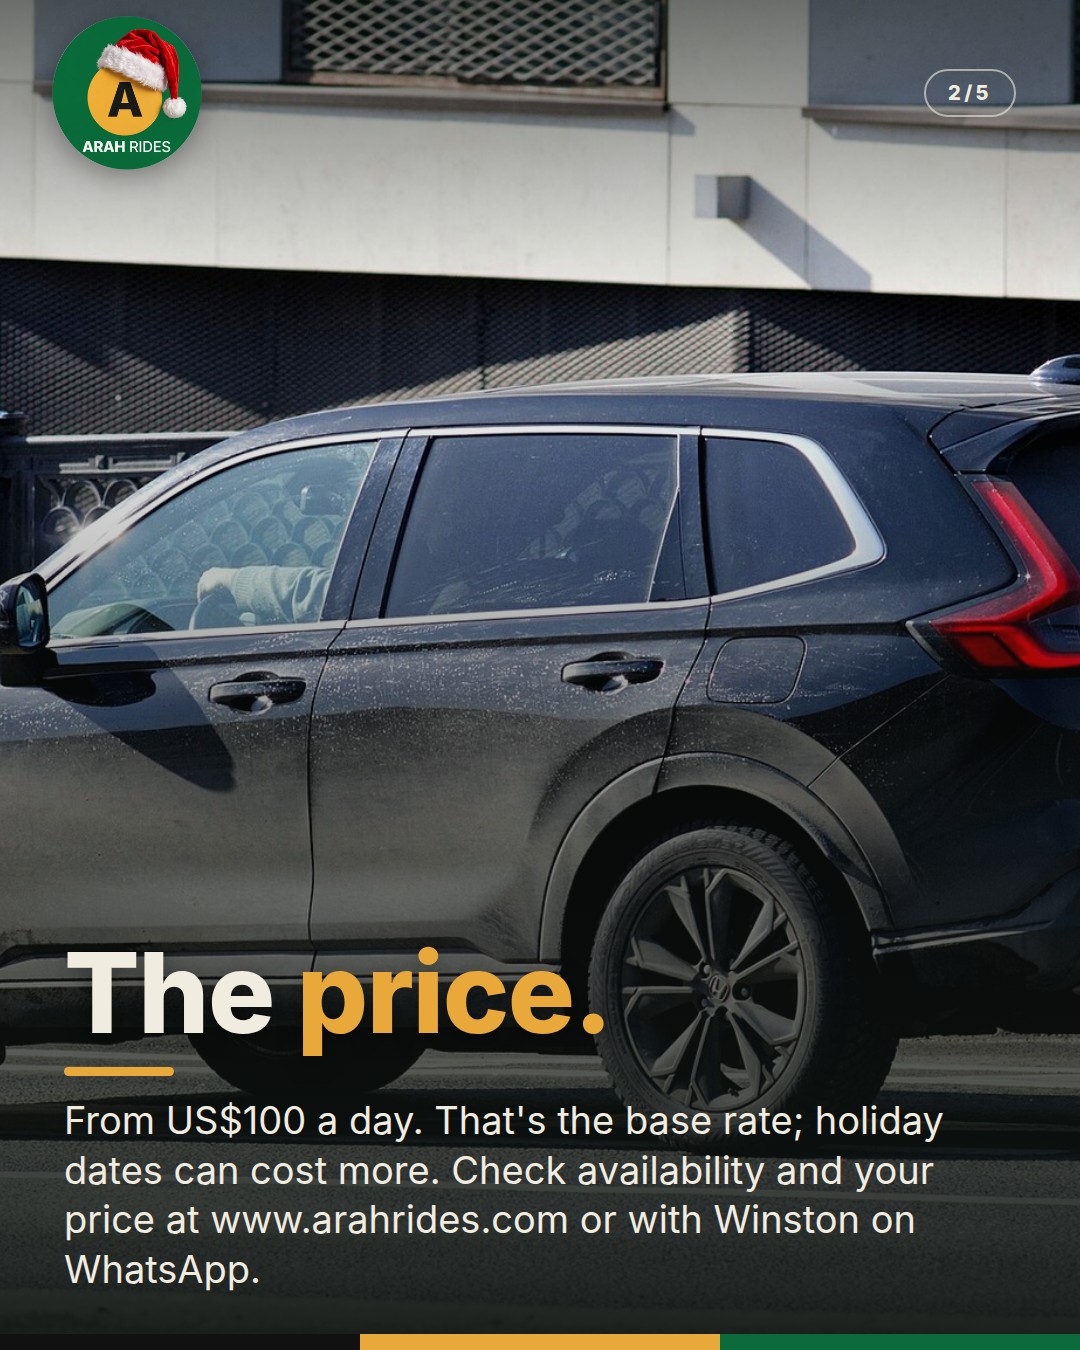 A
ARAH RIDES
2/5
The price.
From US$100 a day. That's the base rate; holiday
dates can cost more. Check availability and your
price at www.arahrides.com or with Winston on
WhatsApp.